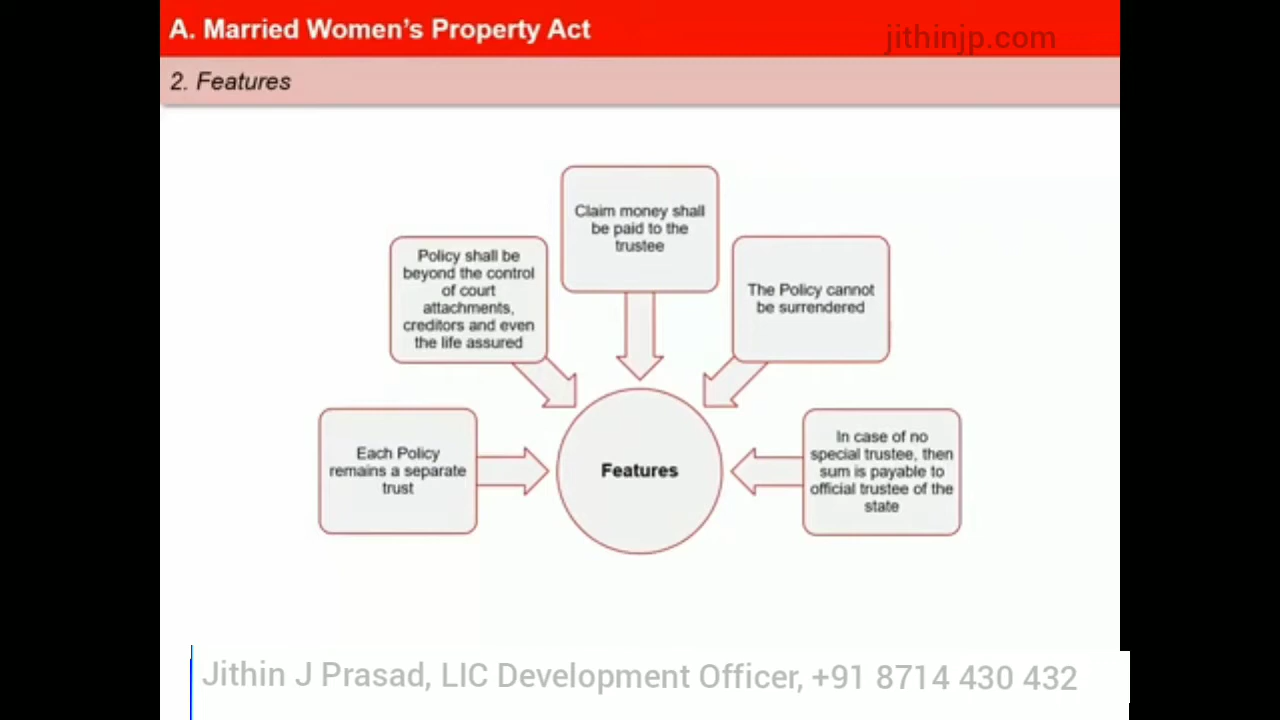 A. Married Women's Property Act
jithinjp.com
2. Features
Claim money shall
be paid to the
trustee
Policy shall be
beyond the control
of court
attachments,
creditors and even
the life assured
The Policy cannot
be surrendered
Each Policy
remains a separate
trust
Features
In case of no
special trustee, then
sum is payable to
official trustee of the
state
Jithin J Prasad, LIC Development Officer, +91 8714 430 432